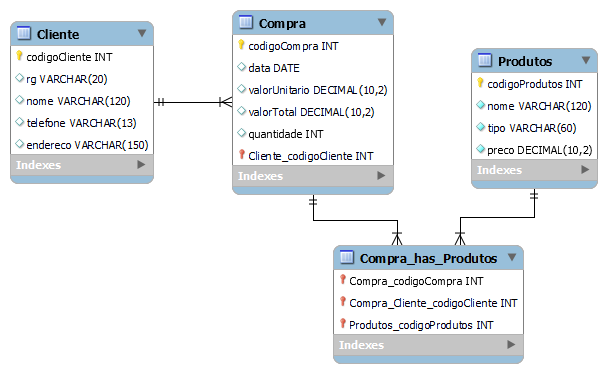 Cliente
codigoCliente INT
rg VARCHAR(20)
nome VARCHAR(120)
telefone VARCHAR(13)
endereco VARCHAR(150)
Indexes
Compra
codigoCompra INT
data DATE
valorUnitario DECIMAL(10,2)
valorTotal DECIMAL(10,2)
quantidade INT
Cliente_codigoCliente INT
Indexes
Produtos
codigoProdutos INT
nome VARCHAR(120)
tipo VARCHAR(60)
preco DECIMAL(10,2)
Indexes
Compra_has_Produtos
Compra_codigoCompra INT
Compra_Cliente_codigoCliente INT
Produtos_codigoProdutos INT
Indexes